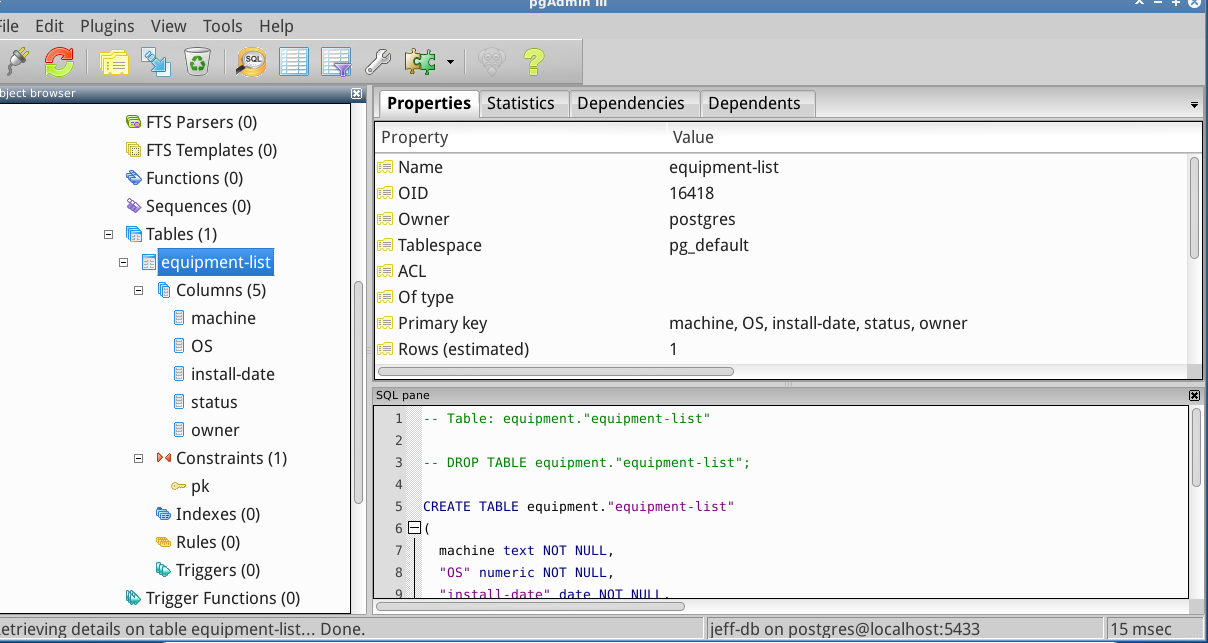 pgAdmin III
File Edit Plugins View Tools Help
SQL
Object browser
FTS Parsers (0)
FTS Templates (0)
Functions (0)
Sequences (0)
Tables (1)
equipment-list
Columns (5)
machine
OS
install-date
status
owner
Constraints (1)
pk
Indexes (0)
Rules (0)
Triggers (0)
Trigger Functions (0)
Properties Statistics Dependencies Dependents
Property Value
Name equipment-list
OID 16418
Owner postgres
Tablespace pg_default
ACL
Of type
Primary key machine, OS, install-date, status, owner
Rows (estimated) 1
SQL pane
1 -- Table: equipment."equipment-list"
2
3 -- DROP TABLE equipment."equipment-list";
4
5 CREATE TABLE equipment."equipment-list"
6 (
7 machine text NOT NULL,
8 "OS" numeric NOT NULL,
9 "install-date" date NOT NULL,
etrieving details on table equipment-list... Done. jeff-db on postgres@localhost:5433 15 msec